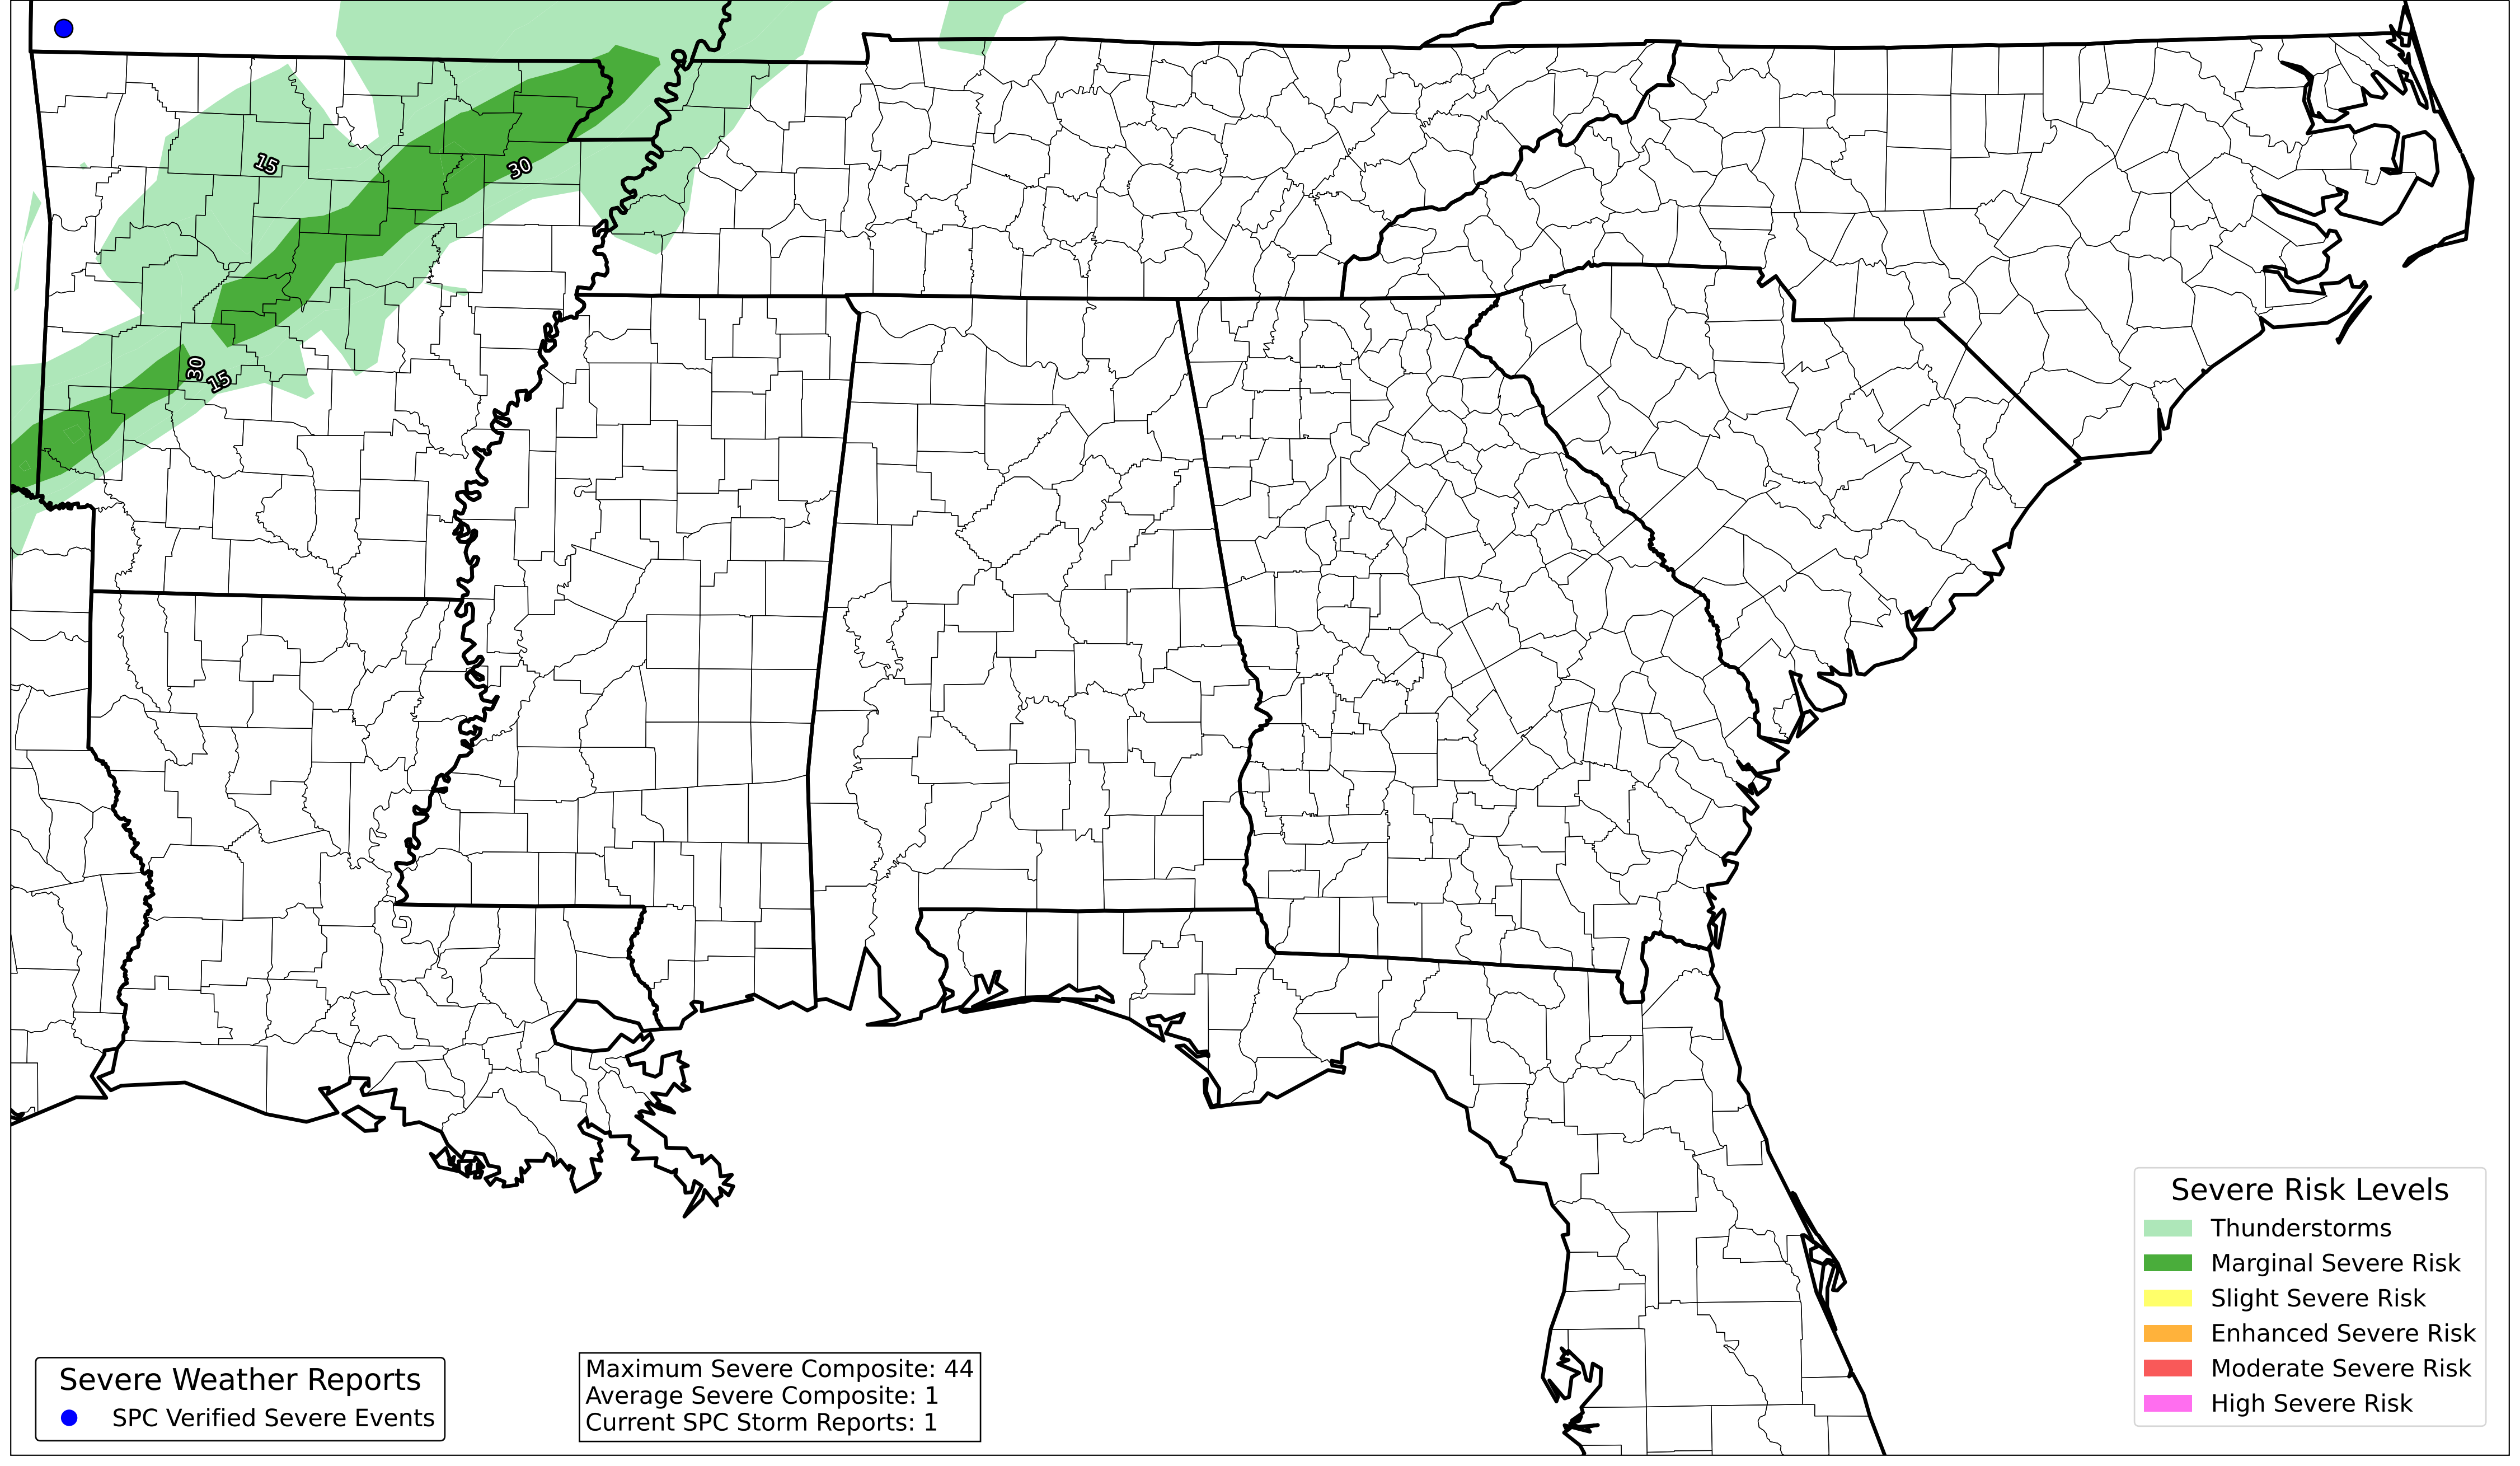 15
30
30
15
Severe Risk Levels
Thunderstorms
Marginal Severe Risk
Slight Severe Risk
Enhanced Severe Risk
Moderate Severe Risk
High Severe Risk
Severe Weather Reports
SPC Verified Severe Events
Maximum Severe Composite: 44
Average Severe Composite: 1
Current SPC Storm Reports: 1